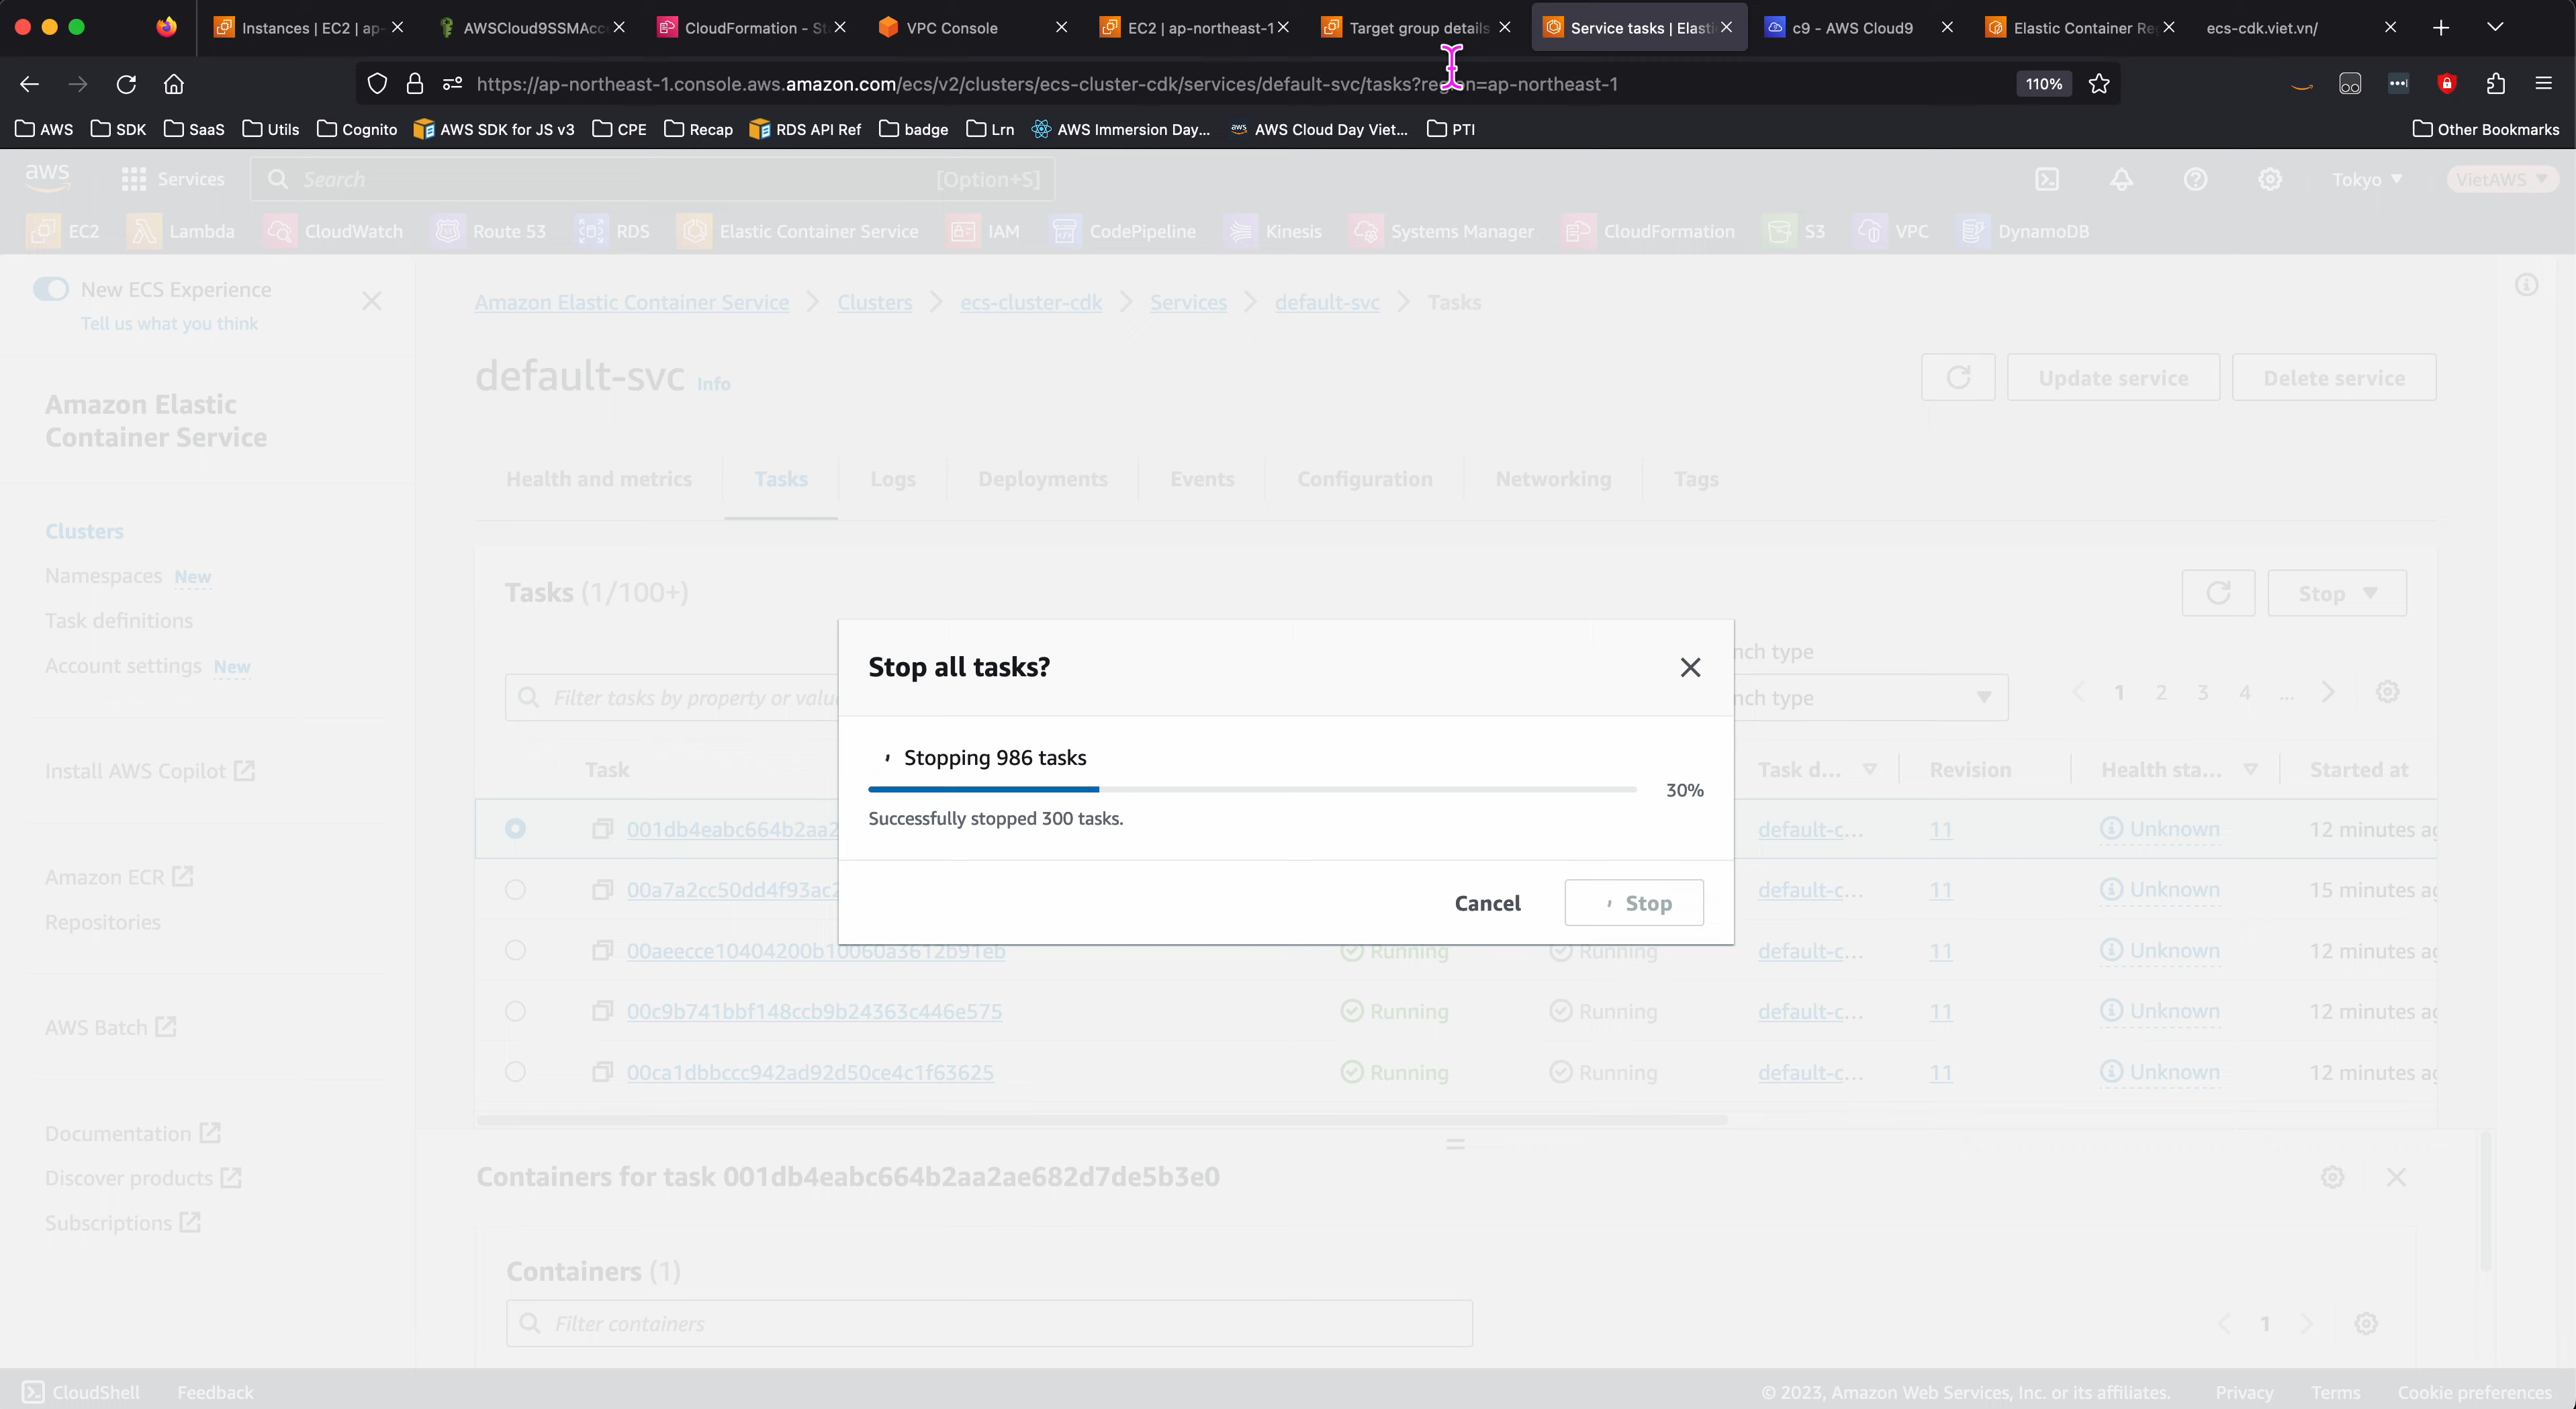 Instances | EC2 | ap-
AWSCloud9SSMAcc
CloudFormation - St
VPC Console
EC2 | ap-northeast-1
Target group details
Service tasks | Elasti
c9 - AWS Cloud9
Elastic Container Re
ecs-cdk.viet.vn/
https://ap-northeast-1.console.aws.amazon.com/ecs/v2/clusters/ecs-cluster-cdk/services/default-svc/tasks?region=ap-northeast-1
110%
AWS
SDK
SaaS
Utils
Cognito
AWS SDK for JS v3
CPE
Recap
RDS API Ref
badge
Lrn
AWS Immersion Day...
AWS Cloud Day Viet...
PTI
Other Bookmarks
aws
Services
Search
[Option+S]
Tokyo
VietAWS
EC2
Lambda
CloudWatch
Route 53
RDS
Elastic Container Service
IAM
CodePipeline
Kinesis
Systems Manager
CloudFormation
S3
VPC
DynamoDB
New ECS Experience
Tell us what you think
Amazon Elastic
Container Service
Clusters
Namespaces New
Task definitions
Account settings New
Install AWS Copilot
Amazon ECR
Repositories
AWS Batch
Documentation
Discover products
Subscriptions
Amazon Elastic Container Service
Clusters
ecs-cluster-cdk
Services
default-svc
Tasks
default-svc Info
Update service
Delete service
Health and metrics
Tasks
Logs
Deployments
Events
Configuration
Networking
Tags
Tasks (1/100+)
Stop
nch type
Filter tasks by property or valu
nch type
1 2 3 4 ...
Task
Task d...
Revision
Health sta...
Started at
Stop all tasks?
Stopping 986 tasks
30%
Successfully stopped 300 tasks.
Cancel
Stop
001db4eabc664b2aa2 default-c... 11 Unknown 12 minutes ag
00a7a2cc50dd4f93ac2 default-c... 11 Unknown 15 minutes ag
00aeecce10404200b10060a3612b91eb Running Running default-c... 11 Unknown 12 minutes ag
00c9b741bbf148ccb9b24363c446e575 Running Running default-c... 11 Unknown 12 minutes ag
00ca1dbbccc942ad92d50ce4c1f63625 Running Running default-c... 11 Unknown 12 minutes ag
Containers for task 001db4eabc664b2aa2ae682d7de5b3e0
Containers (1)
Filter containers
1
CloudShell
Feedback
© 2023, Amazon Web Services, Inc. or its affiliates.
Privacy
Terms
Cookie preferences